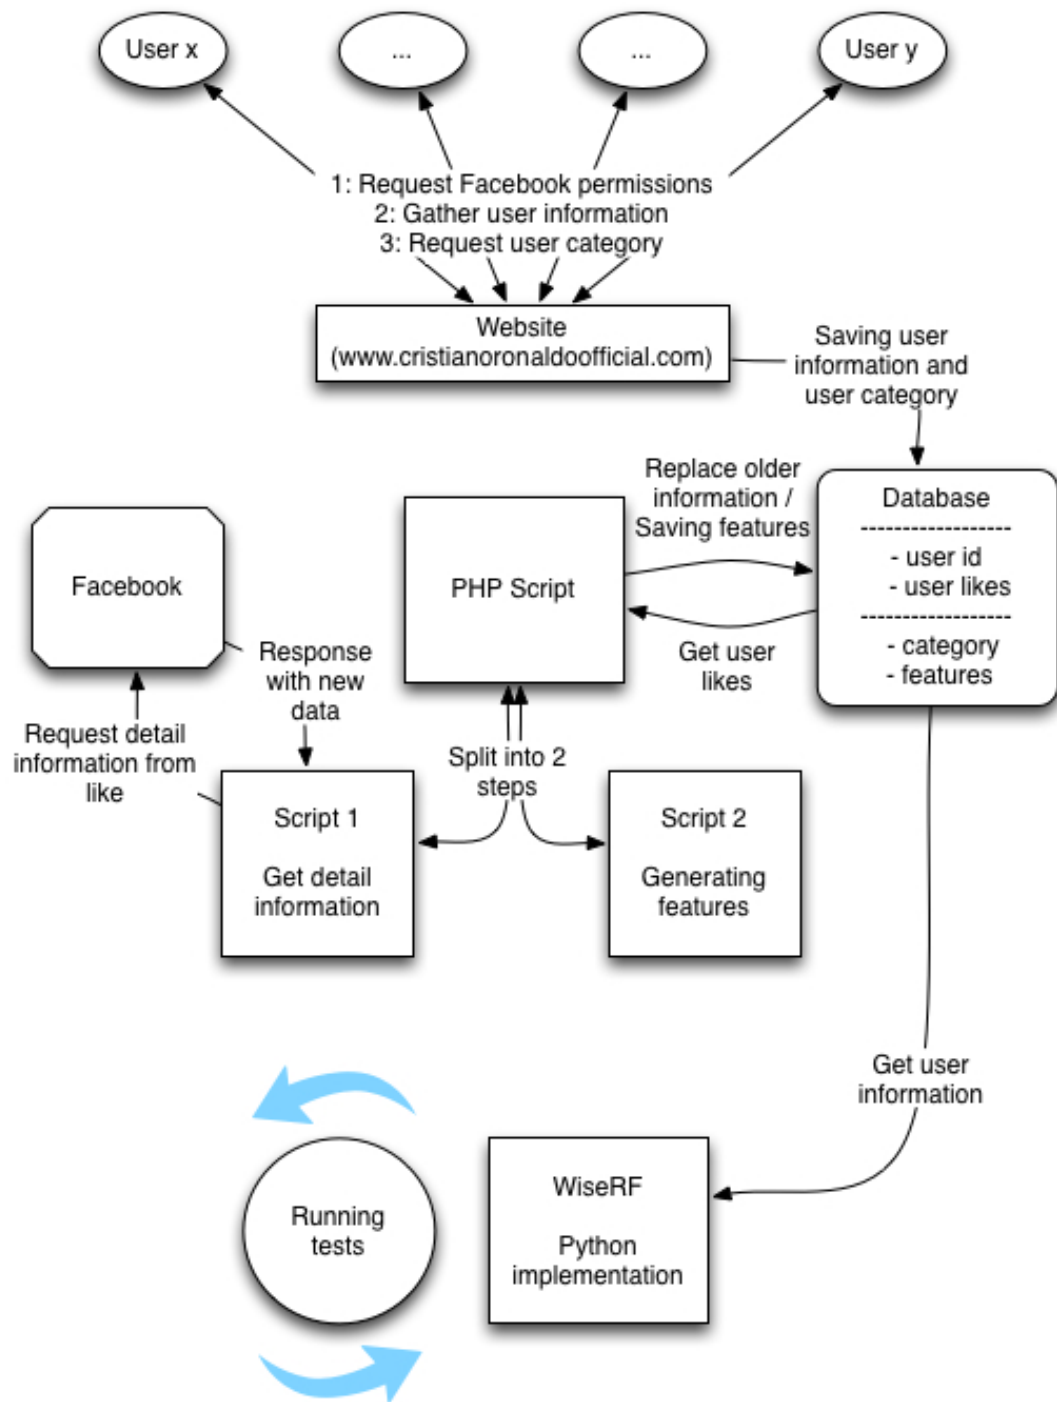 User x
...
...
User y
1: Request Facebook permissions
2: Gather user information
3: Request user category
Website
(www.cristianoronaldoofficial.com)
Saving user
information and
user category
Replace older
information /
Saving features
Database
------------------
- user id
- user likes
------------------
- category
- features
Facebook
PHP Script
Get user
likes
Response
with new
data
Request detail
information from
like
Split into 2
steps
Script 1
Get detail
information
Script 2
Generating
features
Get user
information
Running
tests
WiseRF
Python
implementation